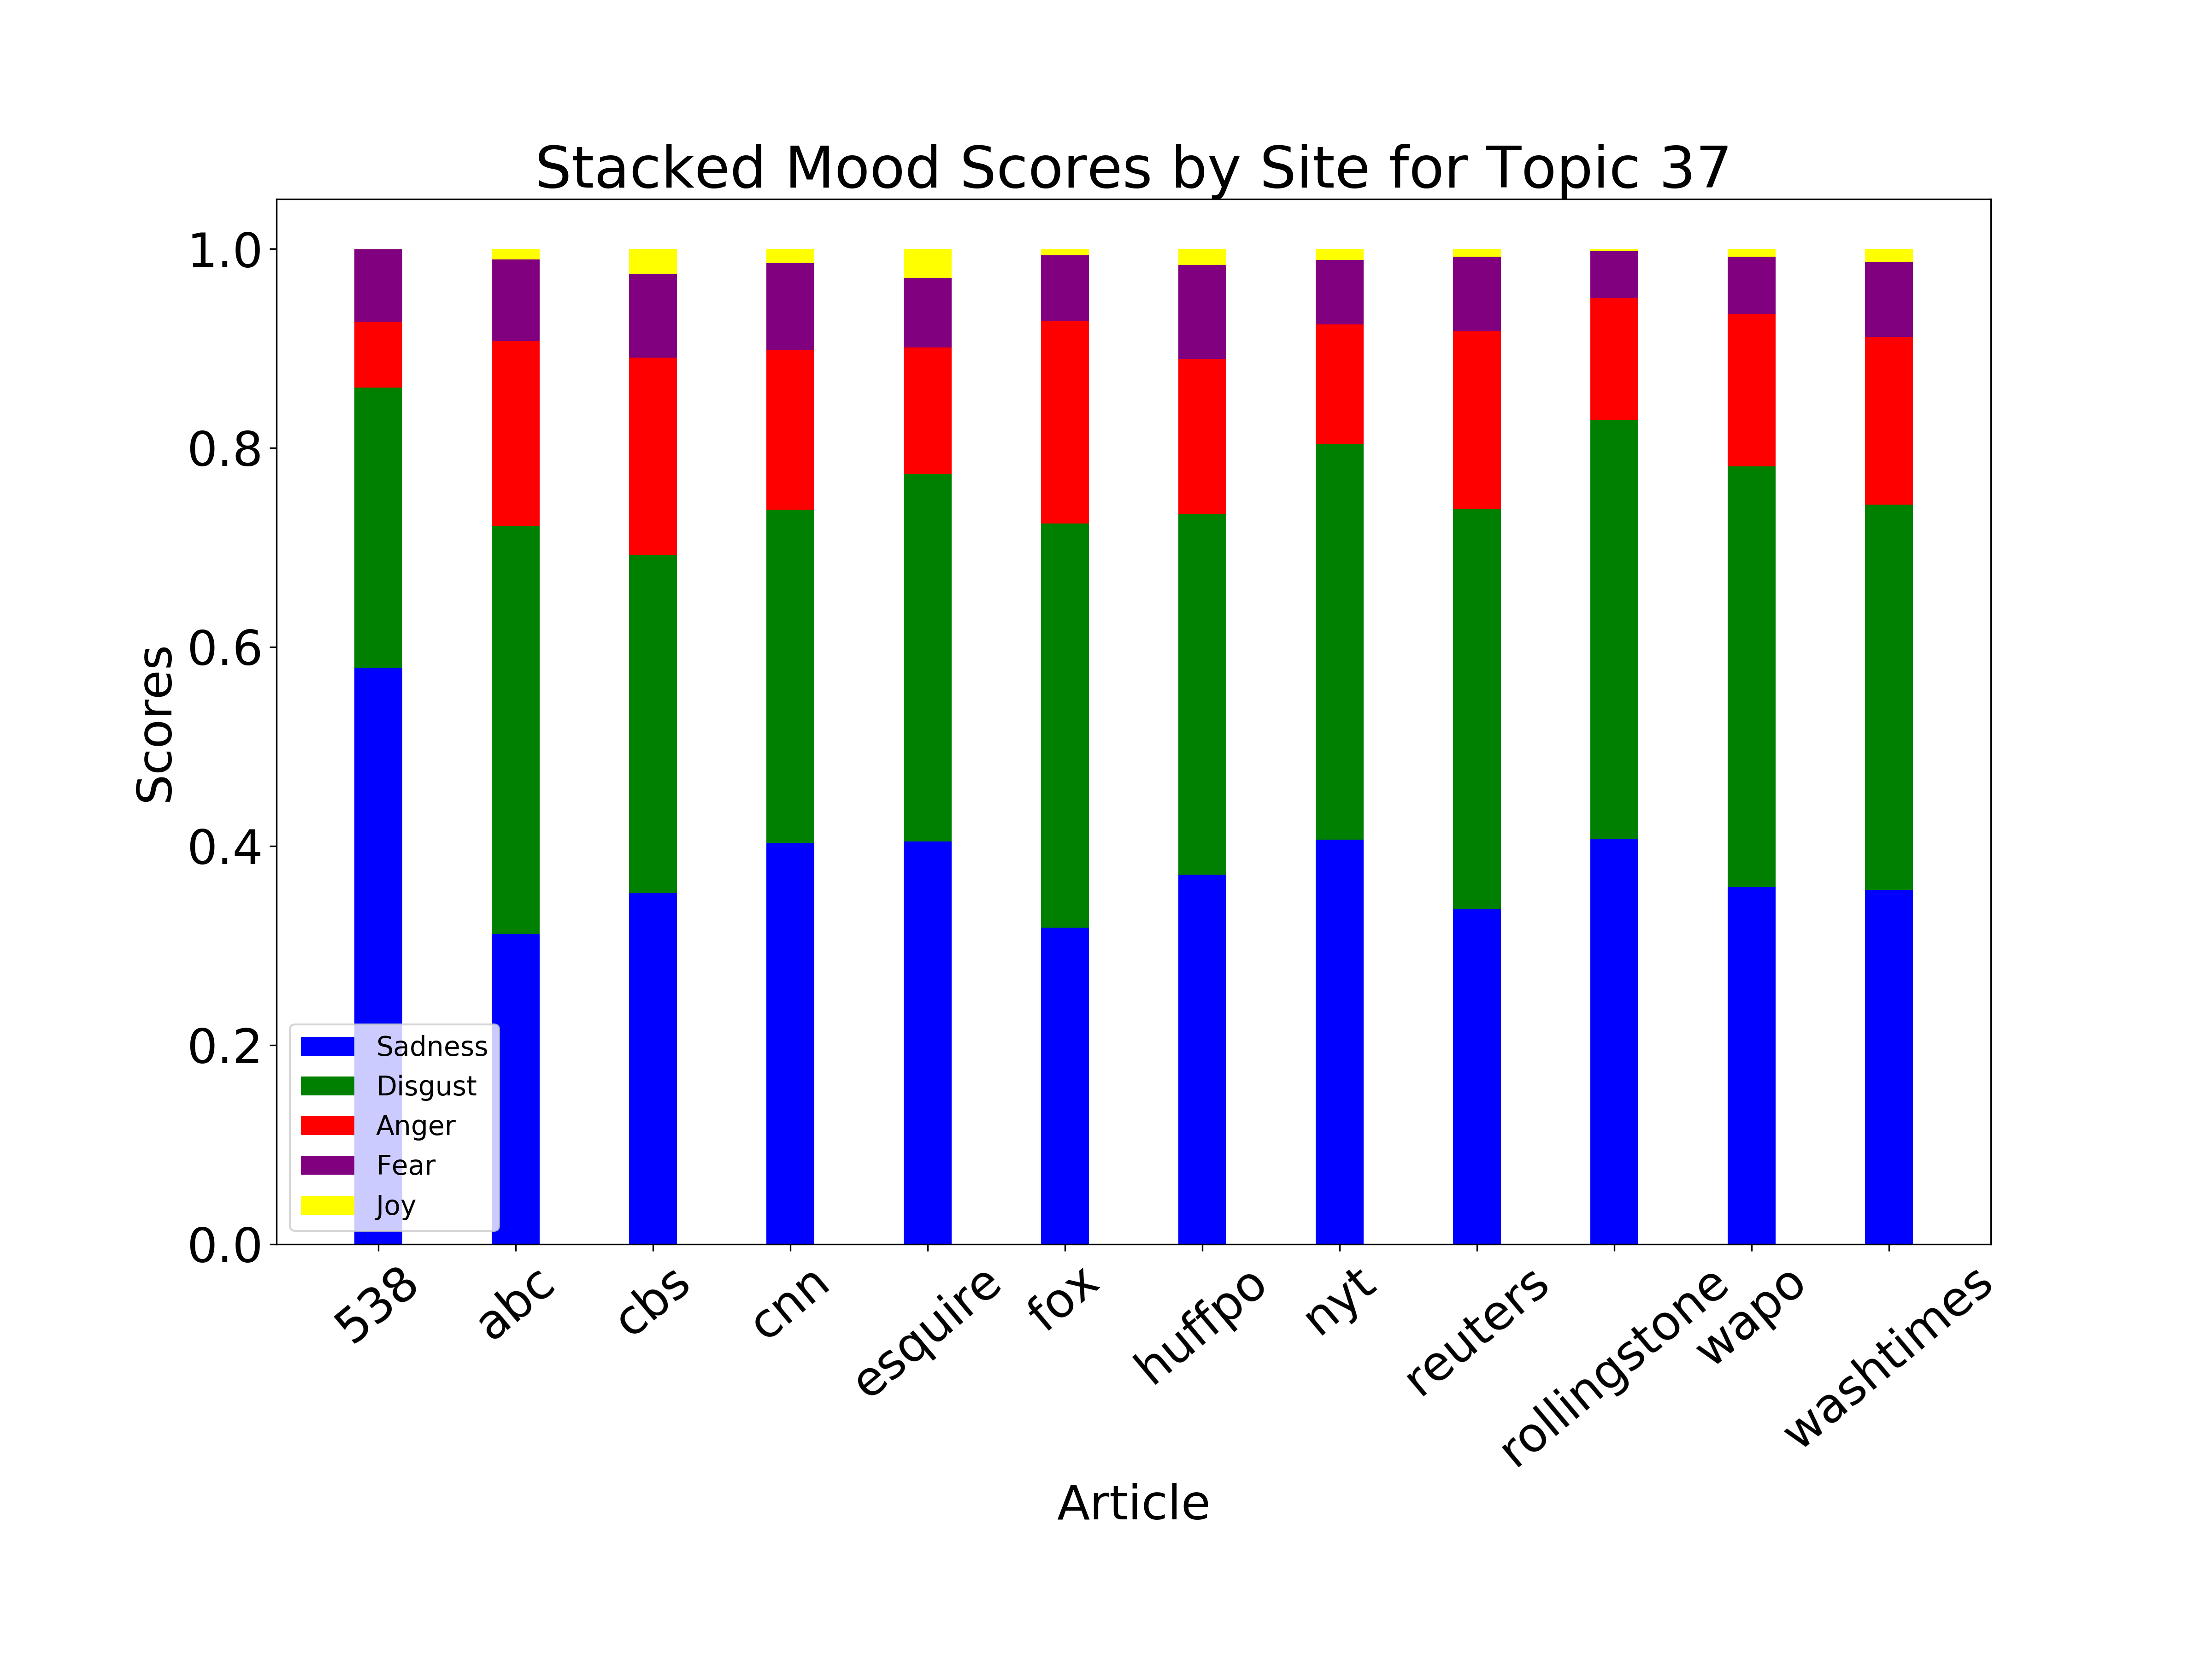 Stacked Mood Scores by Site for Topic 37
Scores
1.0
0.8
0.6
0.4
0.2
0.0
Sadness
Disgust
Anger
Fear
Joy
538
abc
cbs
cnn
esquire
fox
huffpo
nyt
reuters
rollingstone
wapo
washtimes
Article